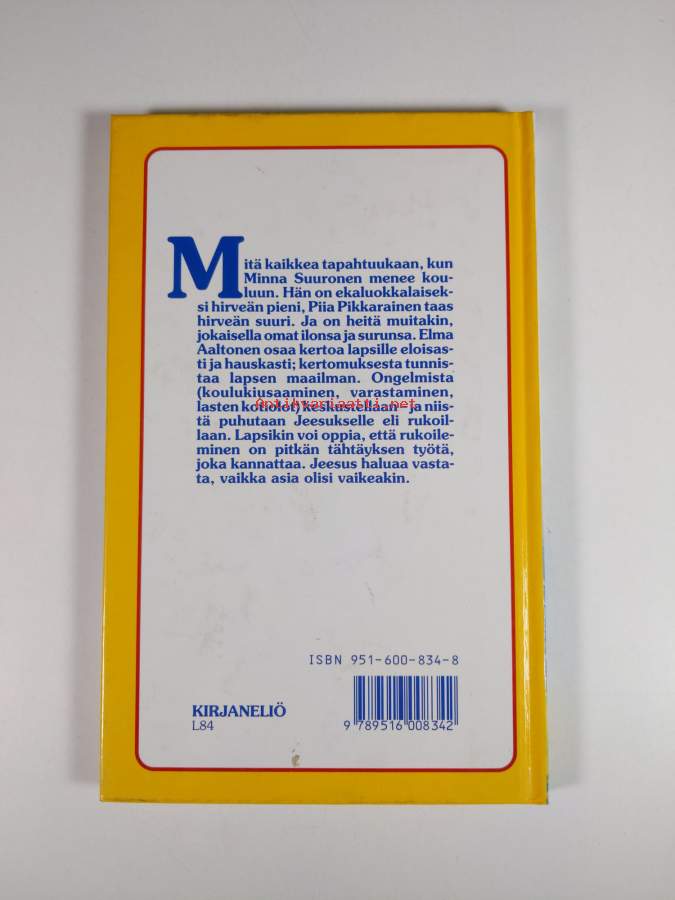 Mitä kaikkea tapahtuukaan, kun
Minna Suuronen menee kou-
luun. Hän on ekaluokkalaisek-
si hirveän pieni, Piia Pikkarainen taas
hirveän suuri. Ja on heitä muitakin,
jokaisella omat ilonsa ja surunsa. Elma
Aaltonen osaa kertoa lapsille eloisas-
ti ja hauskasti; kertomuksesta tunnis-
taa lapsen maailman. Ongelmista
(koulukiusaaminen, varastaminen,
Antikvariaatti.net
lasten kotiolot) keskustellaan – ja niis-
tä puhutaan Jeesukselle eli rukoil-
laan. Lapsikin voi oppia, että rukoile-
minen on pitkän tähtäyksen työtä,
joka kannattaa. Jeesus haluaa vasta-
ta, vaikka asia olisi vaikeakin.
ISBN 951-600-834-8
KIRJANELIÖ
L84
9 789516 008342